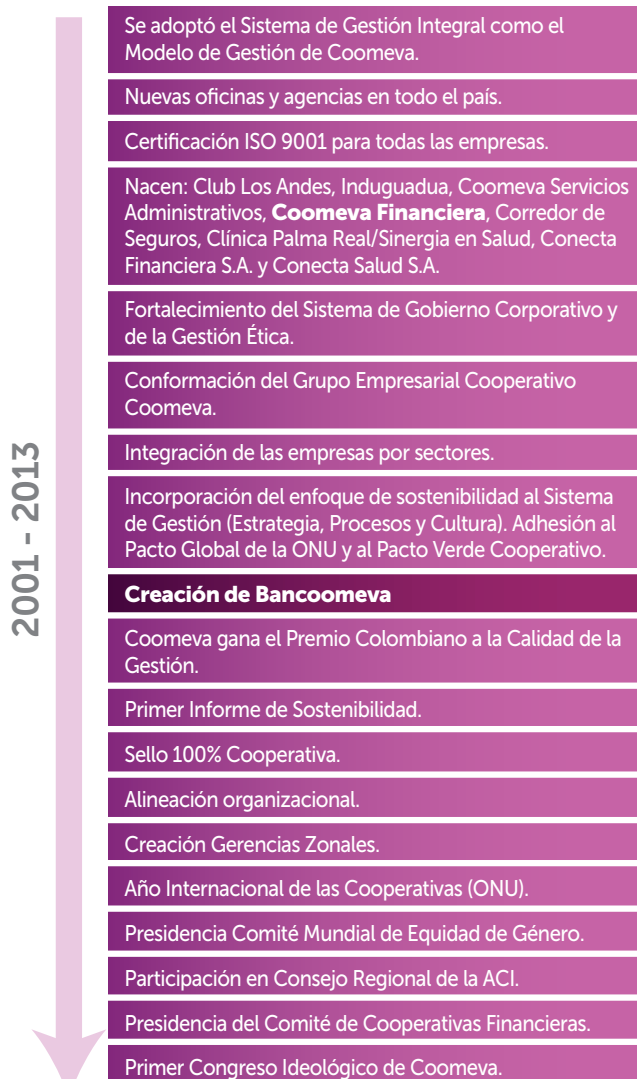 2001 - 2013
Se adoptó el Sistema de Gestión Integral como el
Modelo de Gestión de Coomeva.
Nuevas oficinas y agencias en todo el país.
Certificación ISO 9001 para todas las empresas.
Nacen: Club Los Andes, Induguadua, Coomeva Servicios
Administrativos, Coomeva Financiera, Corredor de
Seguros, Clínica Palma Real/Sinergia en Salud, Conecta
Financiera S.A. y Conecta Salud S.A.
Fortalecimiento del Sistema de Gobierno Corporativo y
de la Gestión Ética.
Conformación del Grupo Empresarial Cooperativo
Coomeva.
Integración de las empresas por sectores.
Incorporación del enfoque de sostenibilidad al Sistema
de Gestión (Estrategia, Procesos y Cultura). Adhesión al
Pacto Global de la ONU y al Pacto Verde Cooperativo.
Creación de Bancoomeva
Coomeva gana el Premio Colombiano a la Calidad de la
Gestión.
Primer Informe de Sostenibilidad.
Sello 100% Cooperativa.
Alineación organizacional.
Creación Gerencias Zonales.
Año Internacional de las Cooperativas (ONU).
Presidencia Comité Mundial de Equidad de Género.
Participación en Consejo Regional de la ACI.
Presidencia del Comité de Cooperativas Financieras.
Primer Congreso Ideológico de Coomeva.